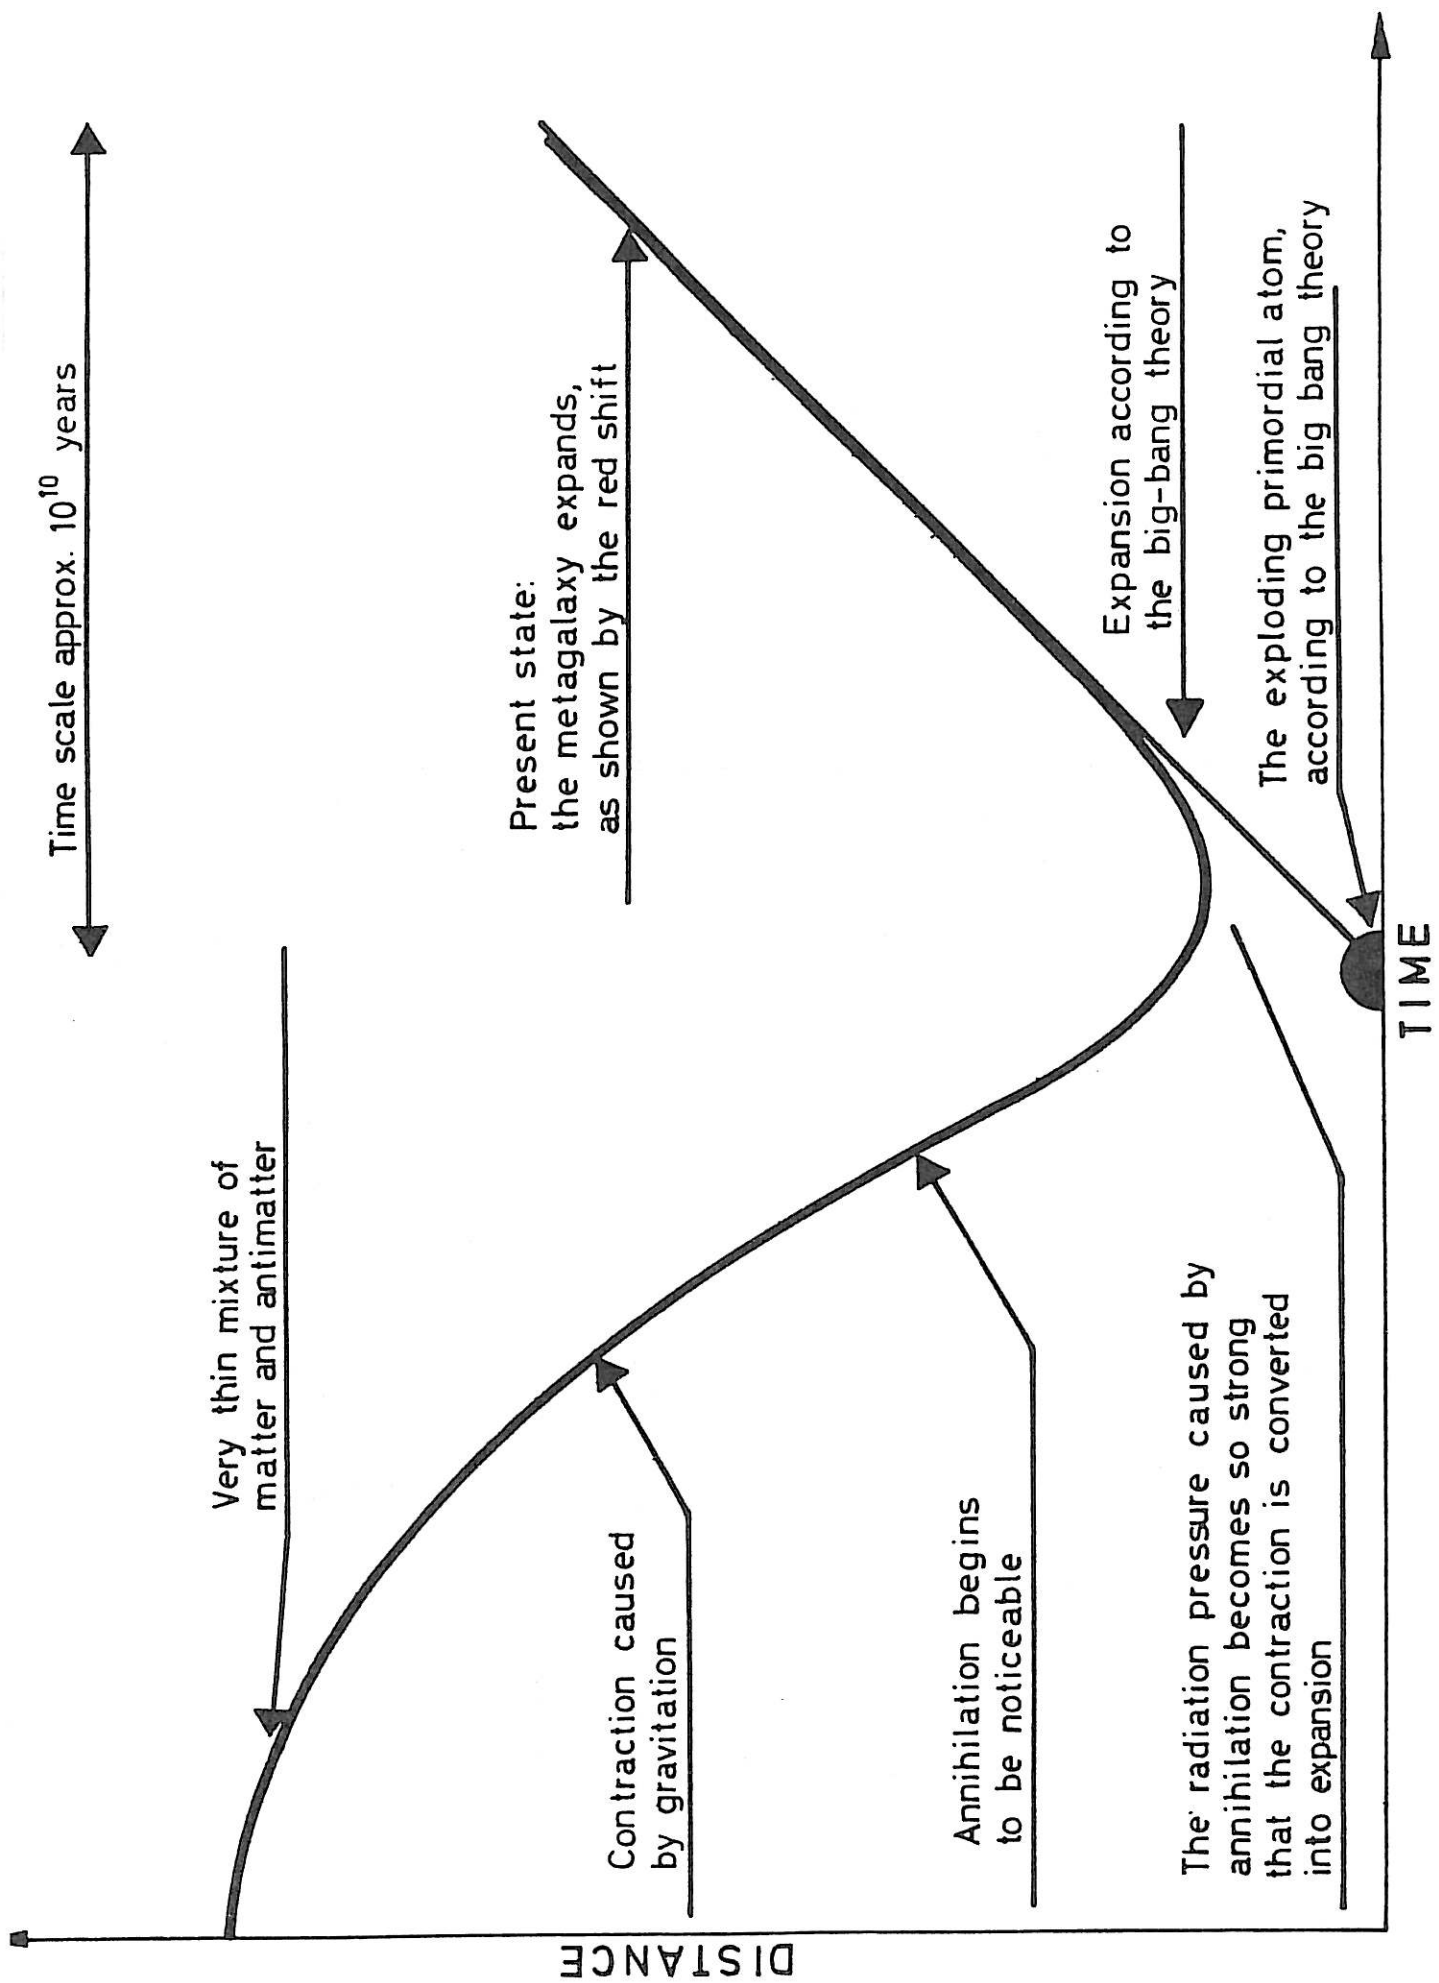 Time scale approx. 10¹⁰ years
Very thin mixture of
matter and antimatter
Present state:
the metagalaxy expands,
as shown by the red shift
Contraction caused
by gravitation
Annihilation begins
to be noticeable
Expansion according to
the big-bang theory
The radiation pressure caused by
annihilation becomes so strong
that the contraction is converted
into expansion
The exploding primordial atom,
according to the big bang theory
DISTANCE
TIME